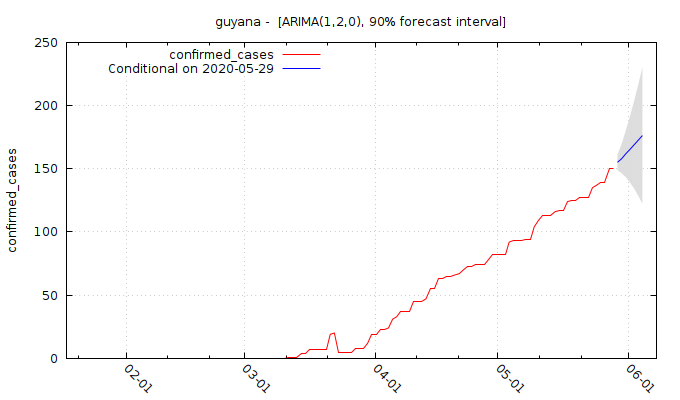 guyana -  [ARIMA(1,2,0), 90% forecast interval]
confirmed_cases
Conditional on 2020-05-29
250
200
150
100
50
0
confirmed_cases
02-01
03-01
04-01
05-01
06-01